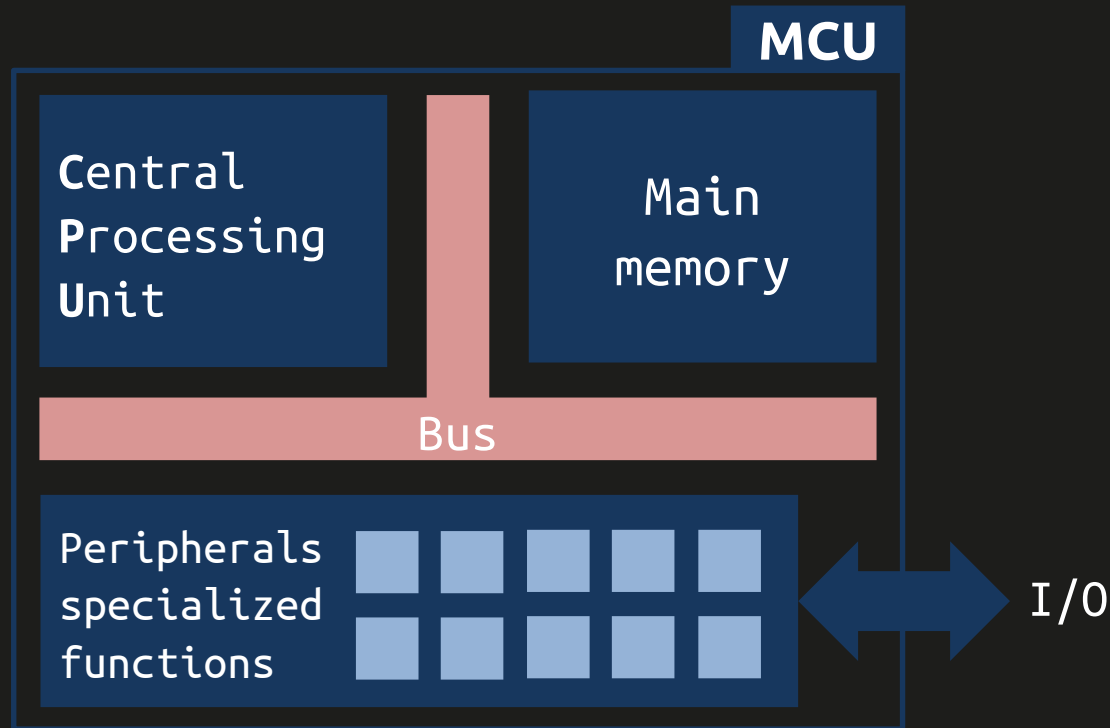 MCU
Central
Processing
Unit
Main
memory
Bus
Peripherals
specialized
functions
I/O